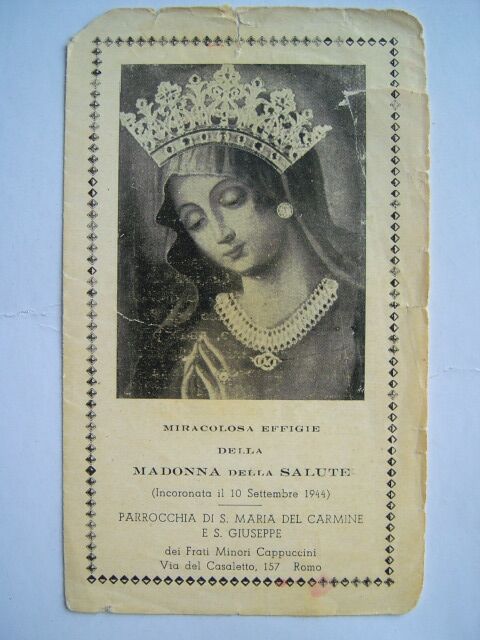 MIRACOLOSA EFFIGIE
DELLA
MADONNA DELLA SALUTE
(Incoronata il 10 Settembre 1944)
PARROCCHIA DI S. MARIA DEL CARMINE
E S. GIUSEPPE
dei Frati Minori Cappuccini
Via del Casaletto, 157 Roma